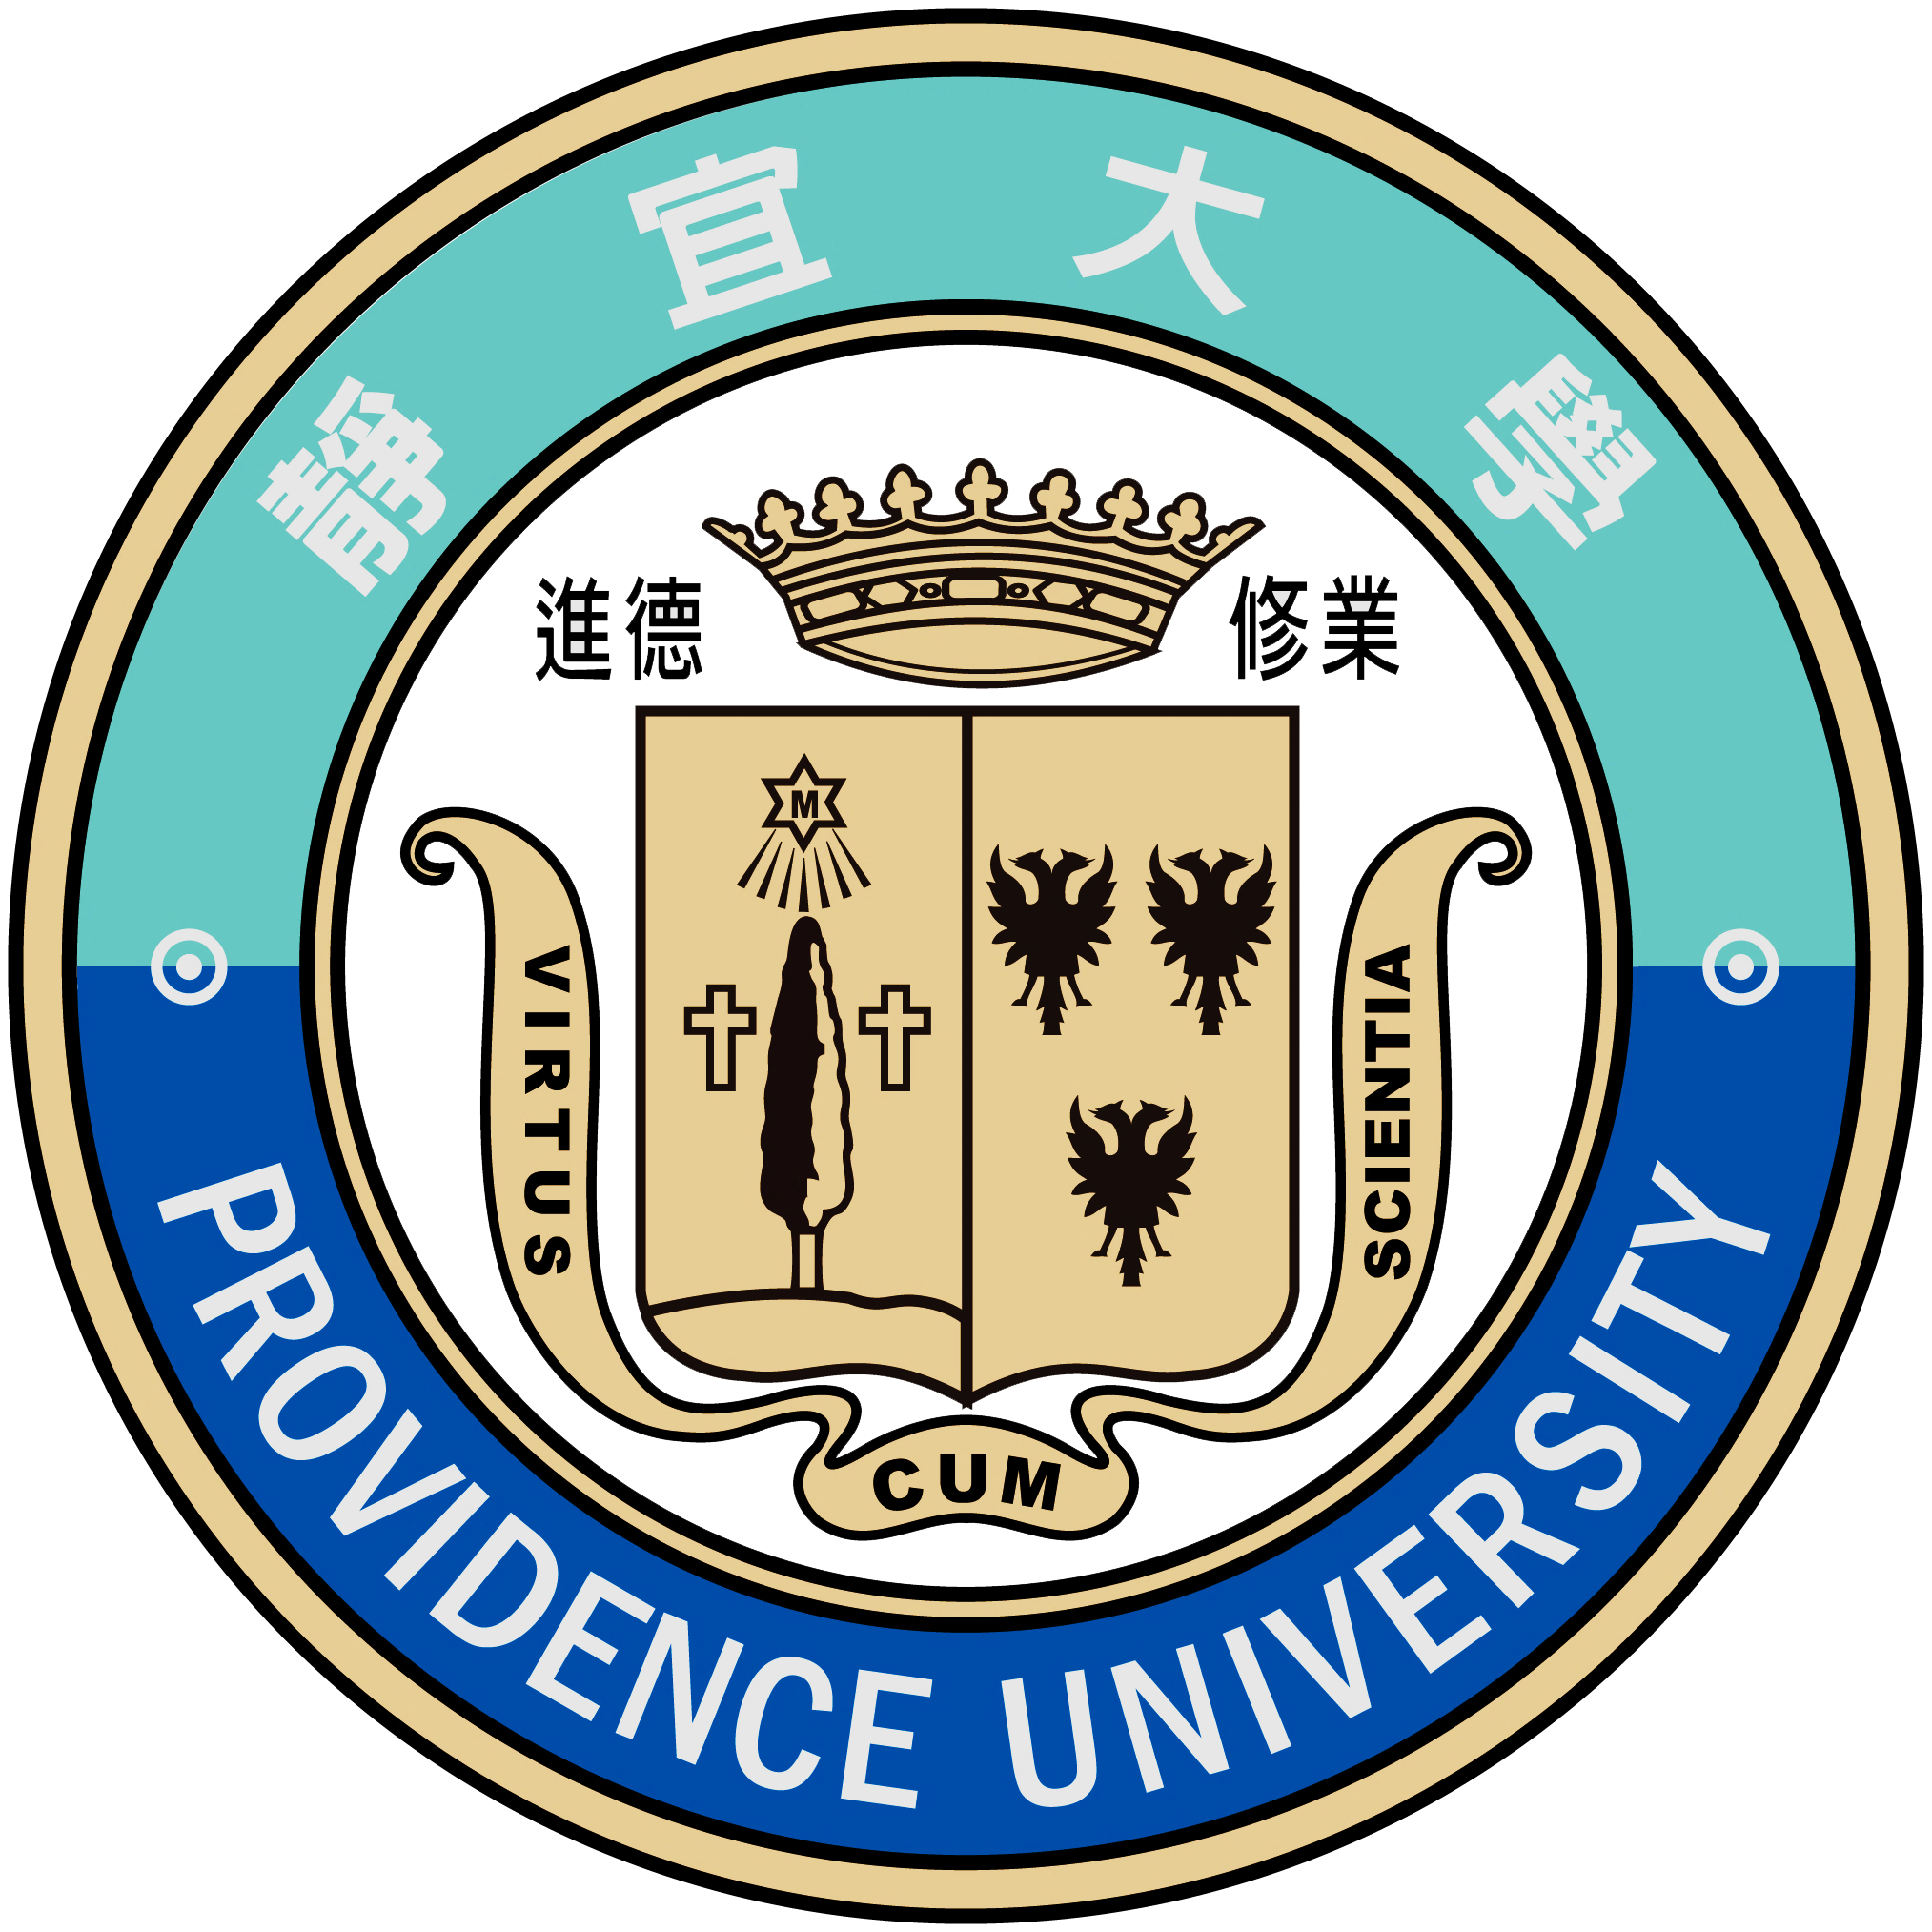 靜宜大學
進德修業
M
VIRTUS
CUM
SCIENTIA
PROVIDENCE UNIVERSITY